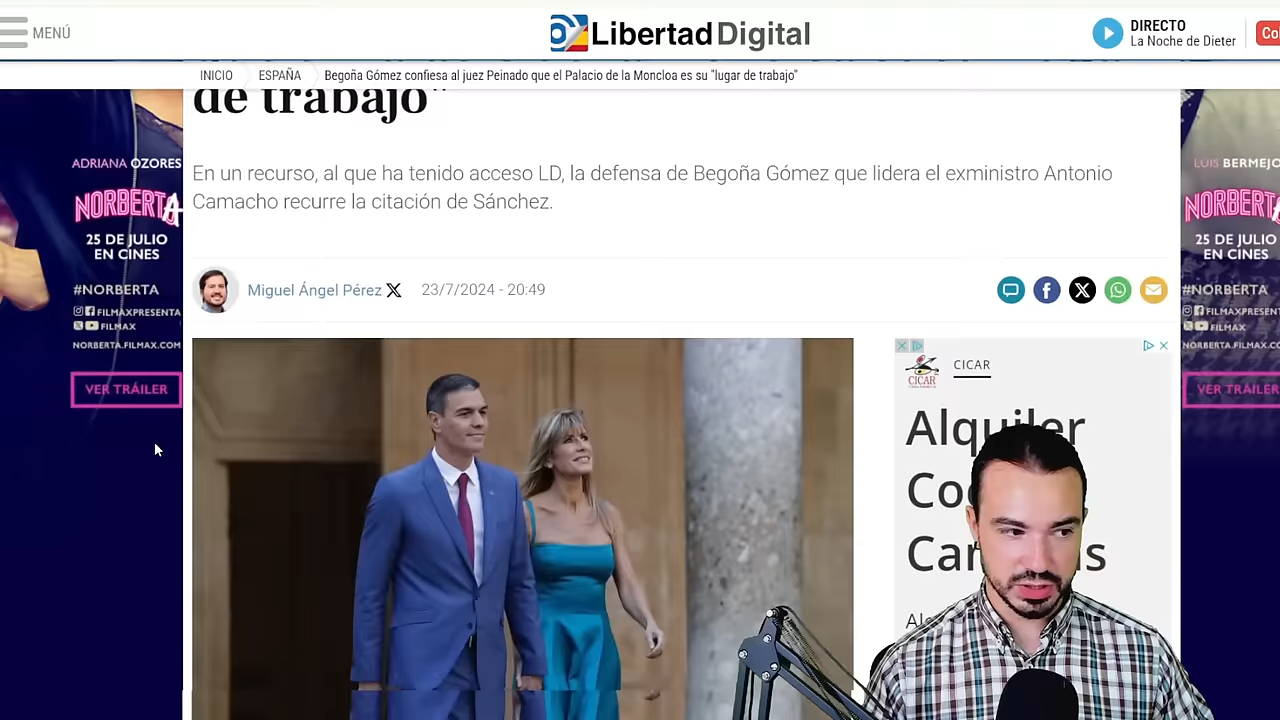 MENÚ
Libertad Digital
DIRECTO
La Noche de Dieter
Co
INICIO
ESPAÑA
Begoña Gómez confiesa al juez Peinado que el Palacio de la Moncloa es su "lugar de trabajo"
de trabajo"
En un recurso, al que ha tenido acceso LD, la defensa de Begoña Gómez que lidera el exministro Antonio
Camacho recurre la citación de Sánchez.
Miguel Ángel Pérez
23/7/2024 - 20:49
ADRIANA OZORES
NORBERTA
25 DE JULIO
EN CINES
#NORBERTA
FILMAXPRESENTA
FILMAX
NORBERTA.FILMAX.COM
VER TRÁILER
CICAR
CICAR
Alquiler
Co
Ca
as
LUIS BERMEJO
NORBERT
25 DE JULIO
EN CINES
#NORBERTA
FILMAXPRESENT
FILMAX
NORBERTA.FILMAX.CO
VER TRÁILER